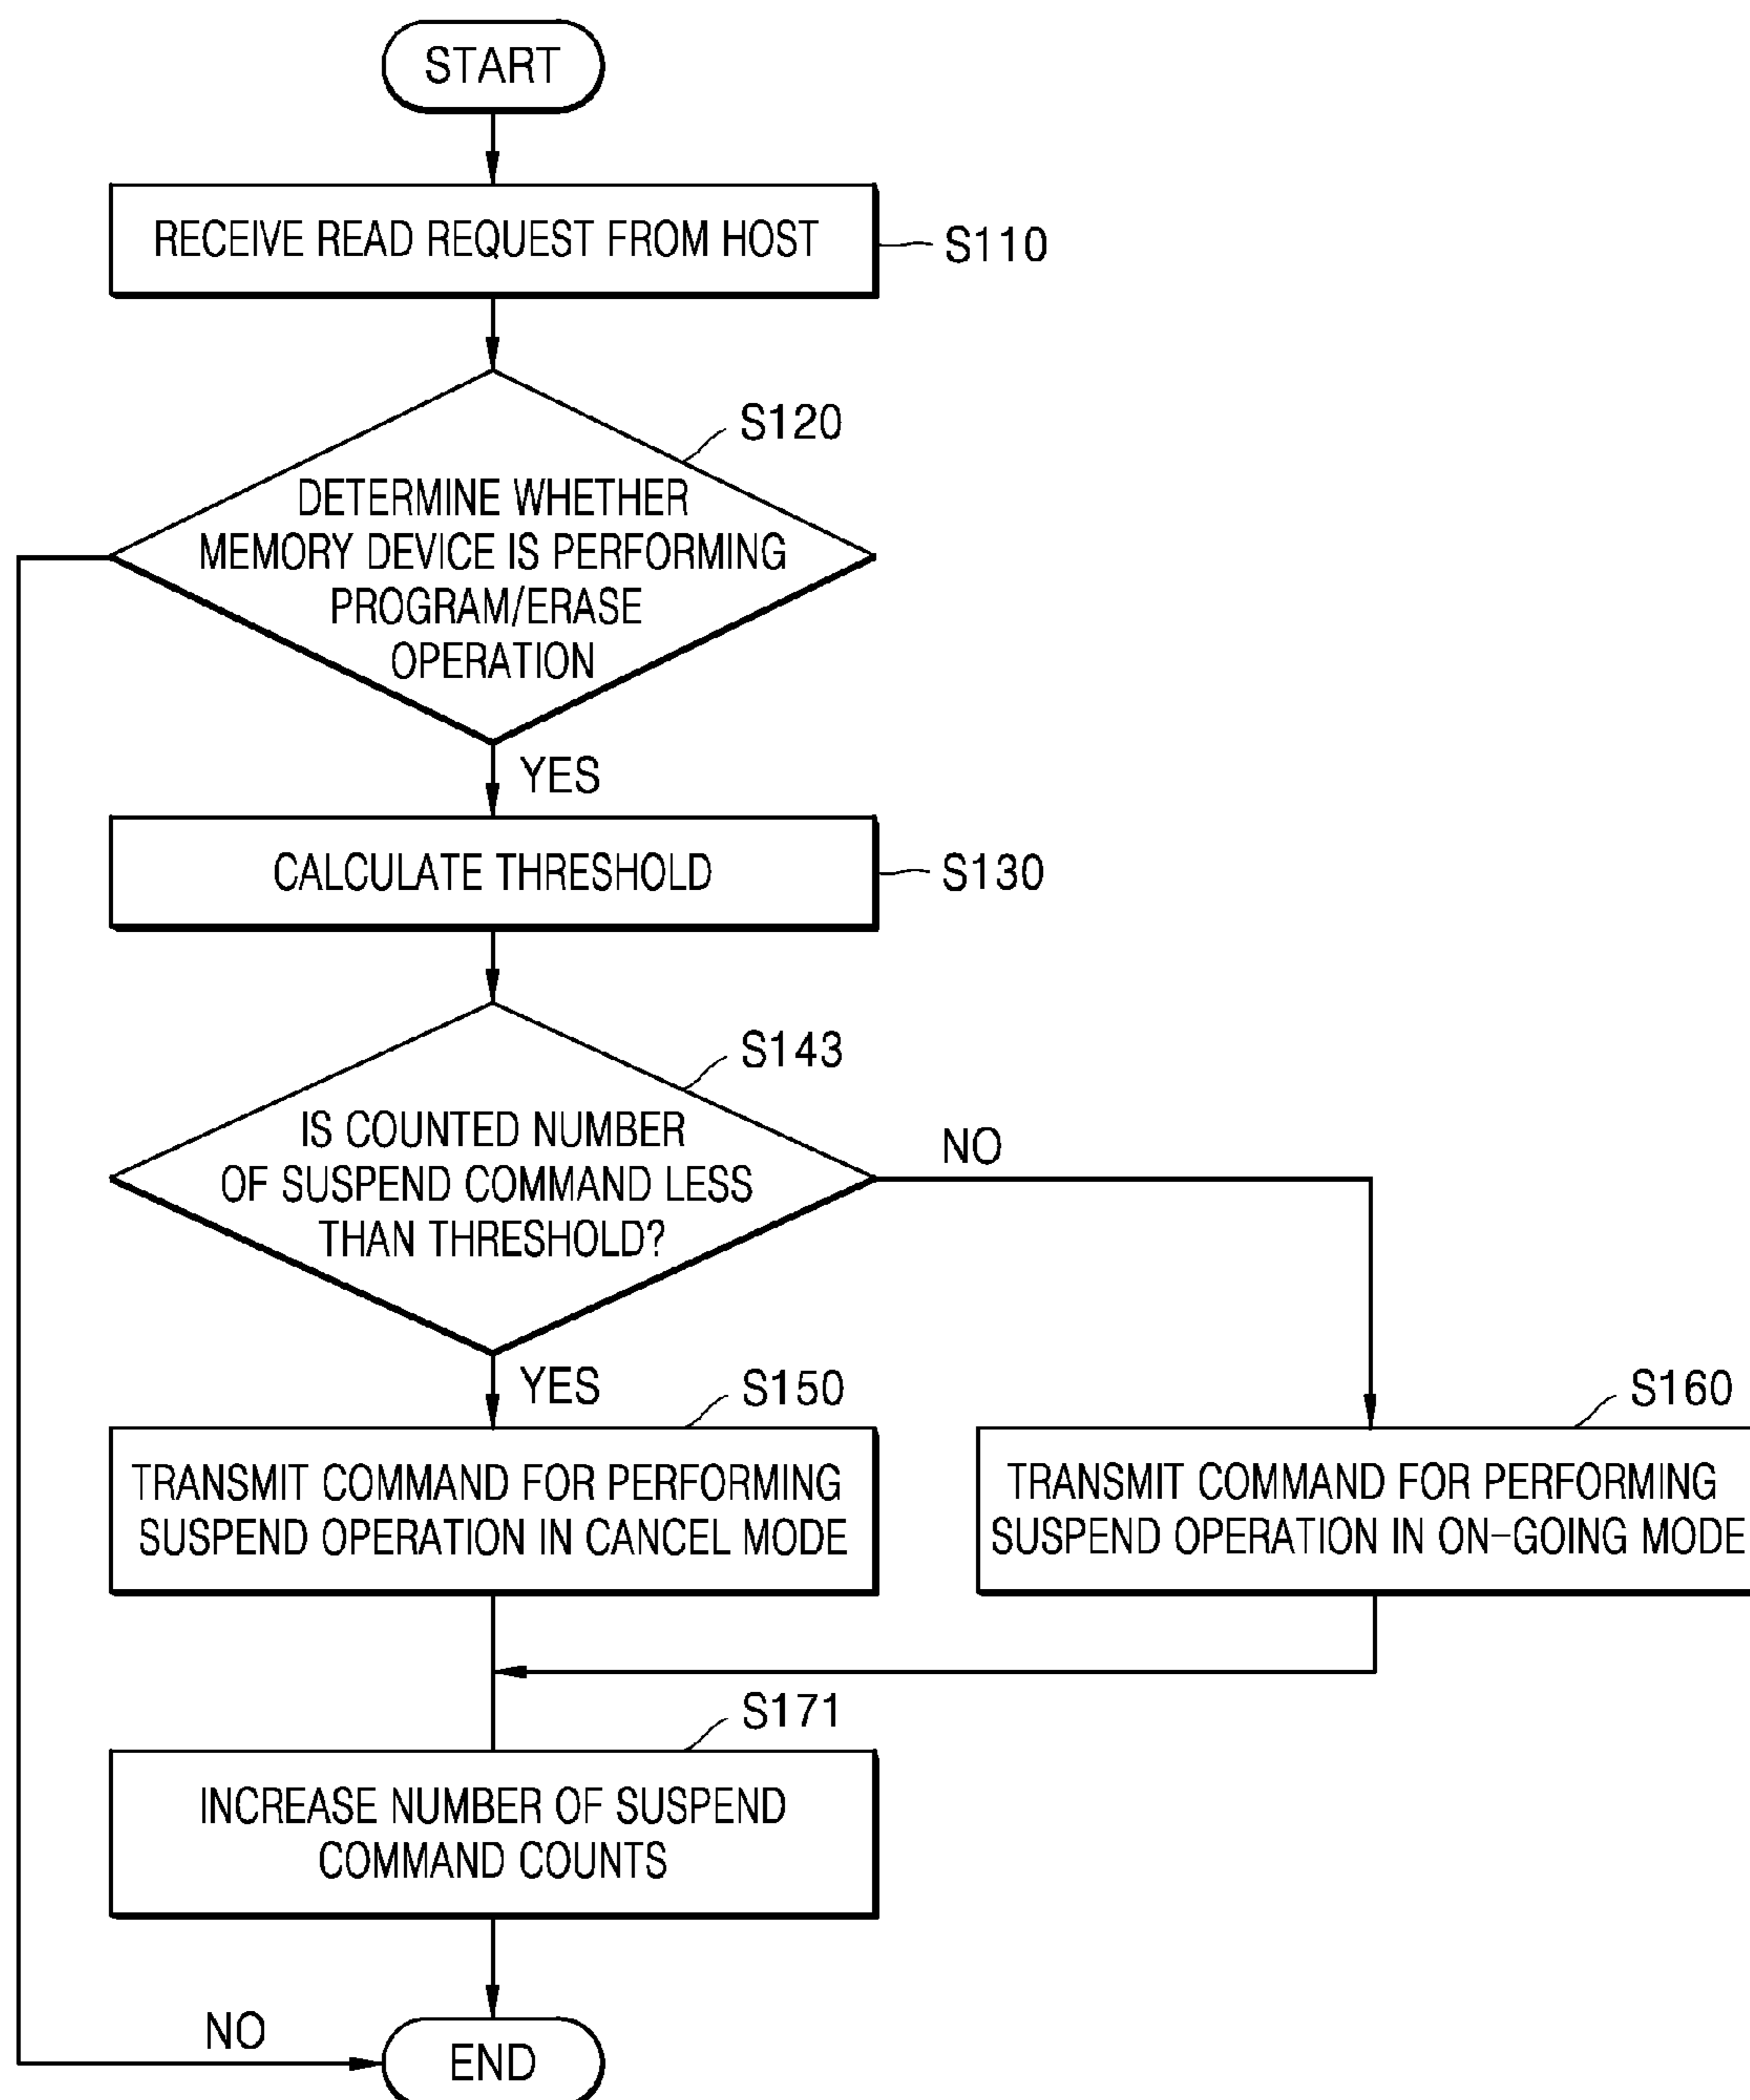 START
RECEIVE READ REQUEST FROM HOST
S110
S120
DETERMINE WHETHER
MEMORY DEVICE IS PERFORMING
PROGRAM/ERASE
OPERATION
YES
CALCULATE THRESHOLD
S130
S143
IS COUNTED NUMBER
OF SUSPEND COMMAND LESS
THAN THRESHOLD?
NO
YES
S150
TRANSMIT COMMAND FOR PERFORMING
SUSPEND OPERATION IN CANCEL MODE
S160
TRANSMIT COMMAND FOR PERFORMING
SUSPEND OPERATION IN ON-GOING MODE
S171
INCREASE NUMBER OF SUSPEND
COMMAND COUNTS
NO
END